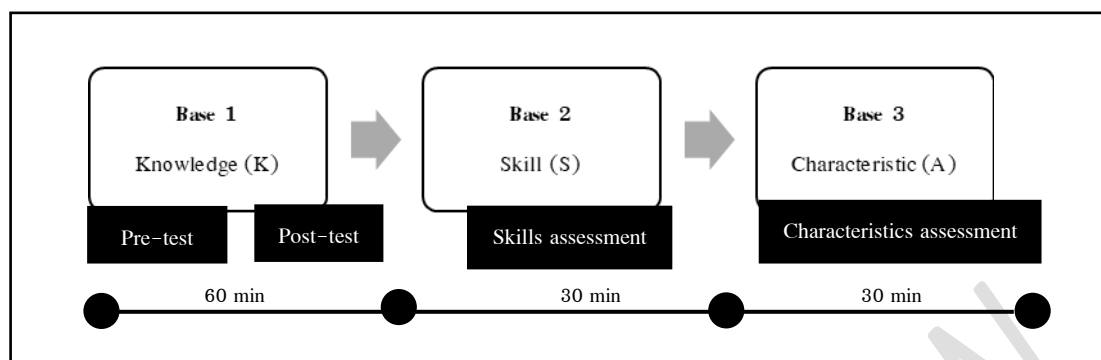 Base 1
Knowledge (K)
Base 2
Skill (S)
Base 3
Characteristic (A)
Pre-test
Post-test
Skills assessment
Characteristics assessment
60 min
30 min
30 min